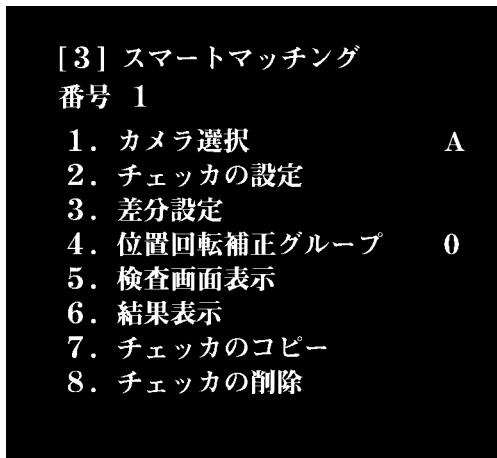 [３] スマートマッチング
番号 １
１．カメラ選択 A
２．チェッカの設定
３．差分設定
４．位置回転補正グループ 0
５．検査画面表示
６．結果表示
７．チェッカのコピー
８．チェッカの削除